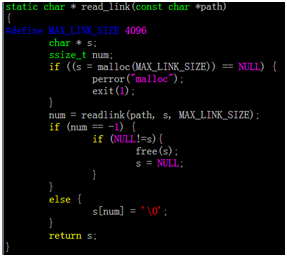 static char * read_link(const char *path)
{
#define MAX_LINK_SIZE 4096
char * s;
ssize_t num;
if ((s = malloc(MAX_LINK_SIZE)) == NULL) {
perror("malloc");
exit(1);
}
num = readlink(path, s, MAX_LINK_SIZE);
if (num == -1) {
if (NULL!=s){
free(s);
s = NULL;
}
}
else {
s[num] = '\0';
}
return s;
}